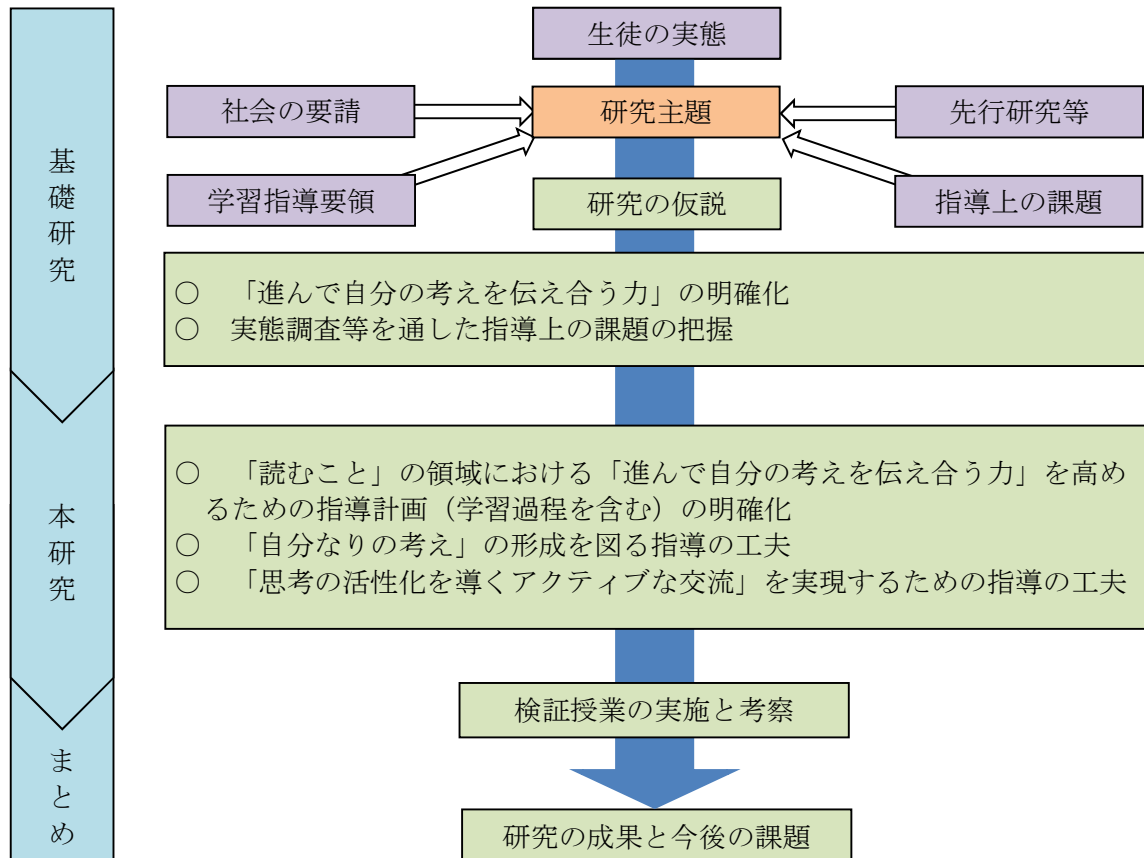 基礎研究
本研究
まとめ
生徒の実態
社会の要請
研究主題
先行研究等
学習指導要領
研究の仮説
指導上の課題
○　「進んで自分の考えを伝え合う力」の明確化
○　実態調査等を通した指導上の課題の把握
○　「読むこと」の領域における「進んで自分の考えを伝え合う力」を高め
るための指導計画（学習過程を含む）の明確化
○　「自分なりの考え」の形成を図る指導の工夫
○　「思考の活性化を導くアクティブな交流」を実現するための指導の工夫
検証授業の実施と考察
研究の成果と今後の課題